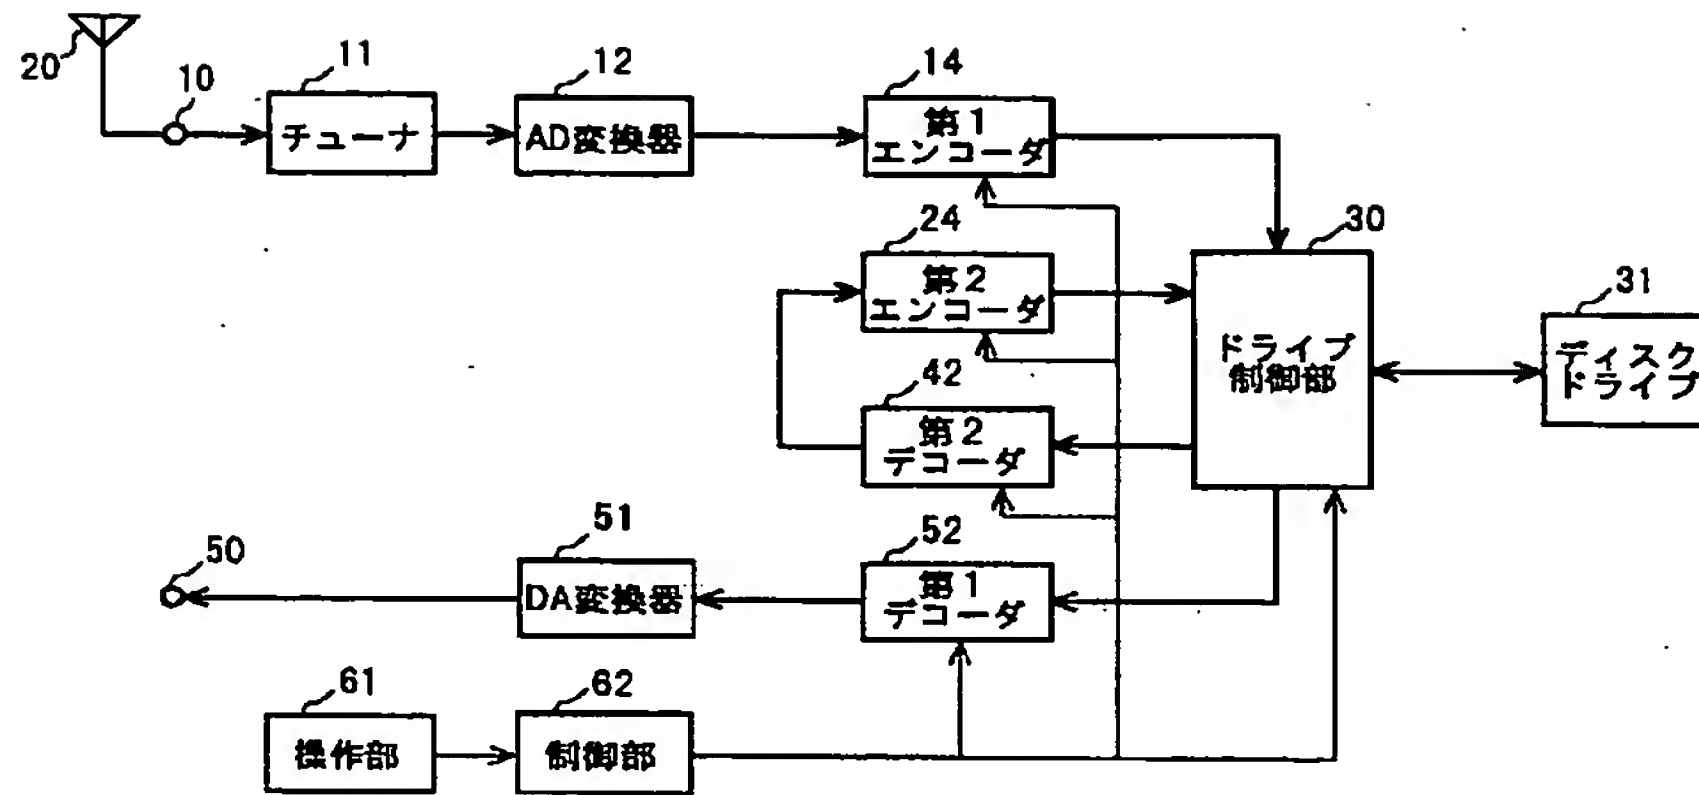 20
10
11
チューナ
12
AD変換器
14
第1
エンコーダ
24
第2
エンコーダ
30
ドライブ
制御部
31
ディスク
ドライブ
42
第2
デコーダ
50
51
DA変換器
52
第1
デコーダ
61
操作部
62
制御部